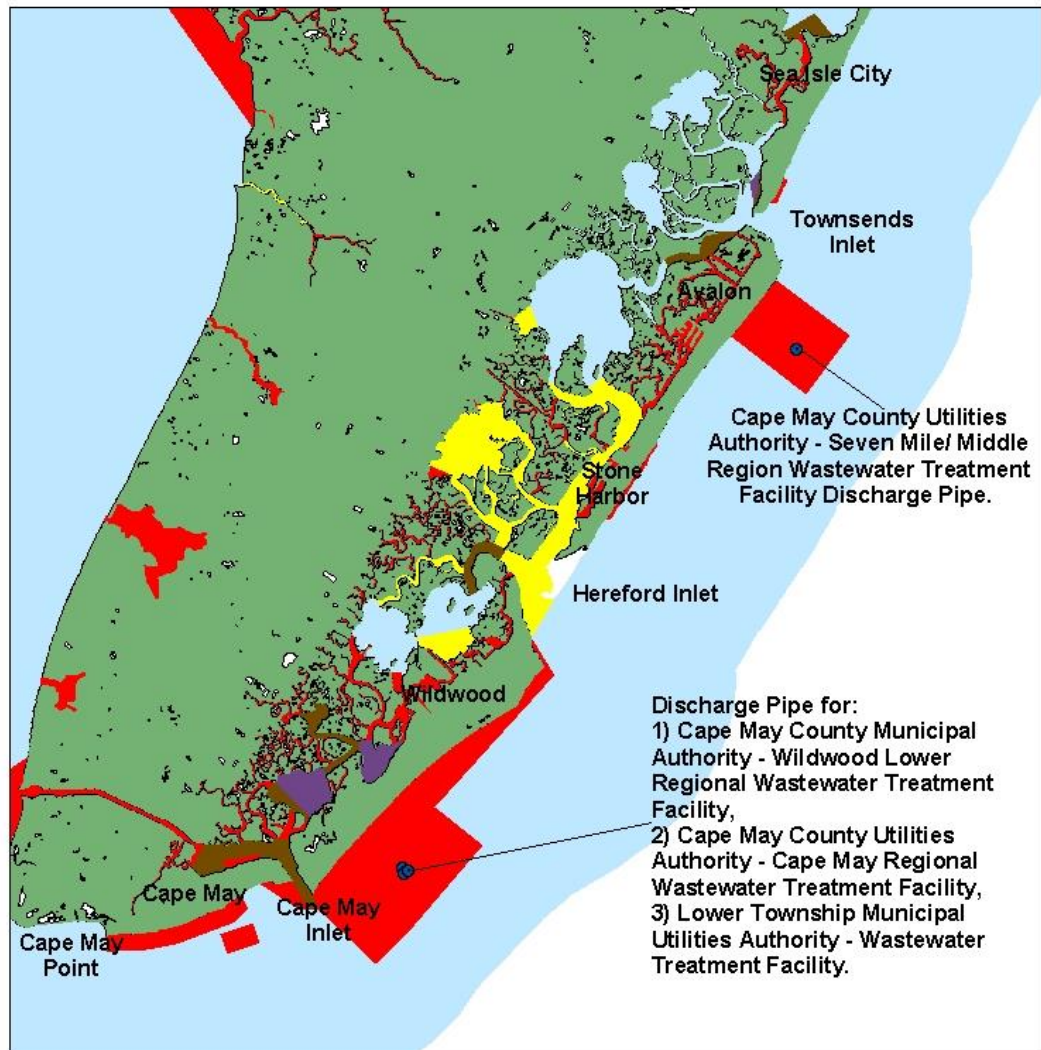 Sea Isle City
Townsends
Inlet
Avalon
Cape May County Utilities
Authority - Seven Mile/ Middle
Region Wastewater Treatment
Facility Discharge Pipe.
Stone
Harbor
Hereford Inlet
Wildwood
Discharge Pipe for:
1) Cape May County Municipal
Authority - Wildwood Lower
Regional Wastewater Treatment
Facility,
2) Cape May County Utilities
Authority - Cape May Regional
Wastewater Treatment Facility,
3) Lower Township Municipal
Utilities Authority - Wastewater
Treatment Facility.
Cape May
Cape May
Inlet
Cape May
Point